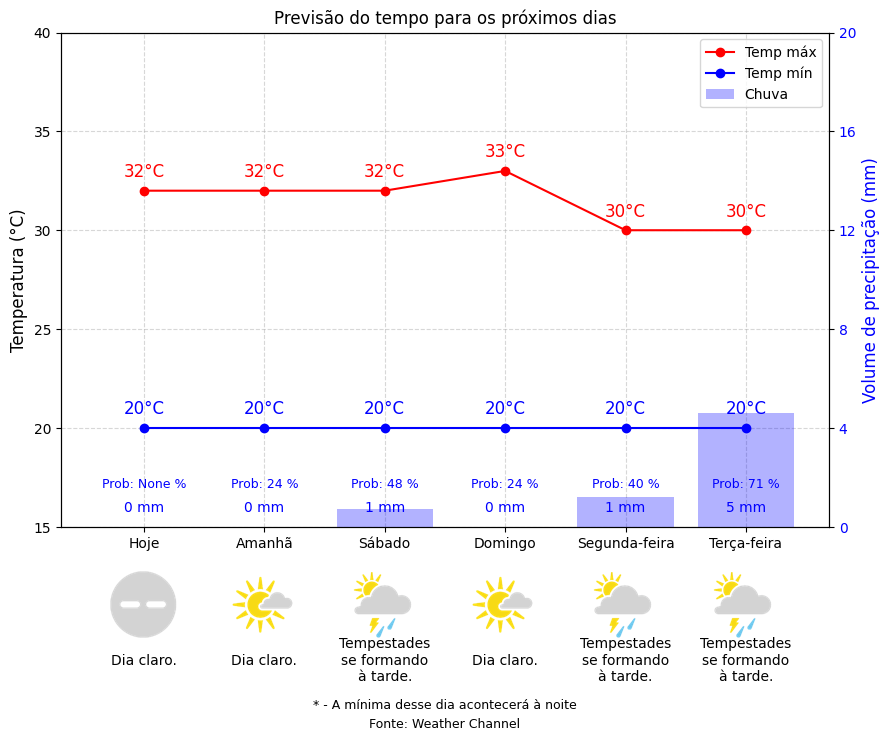 Previsão do tempo para os próximos dias
40
35
30
25
20
15
Temperatura (°C)
20
16
12
8
4
0
Volume de precipitação (mm)
Temp máx
Temp mín
Chuva
32°C 32°C 32°C 33°C 30°C 30°C
20°C 20°C 20°C 20°C 20°C 20°C
Prob: None % Prob: 24 % Prob: 48 % Prob: 24 % Prob: 40 % Prob: 71 %
0 mm 0 mm 1 mm 0 mm 1 mm 5 mm
Hoje Amanhã Sábado Domingo Segunda-feira Terça-feira
Dia claro.
Dia claro.
Tempestades
se formando
à tarde.
Dia claro.
Tempestades
se formando
à tarde.
Tempestades
se formando
à tarde.
* - A mínima desse dia acontecerá à noite
Fonte: Weather Channel